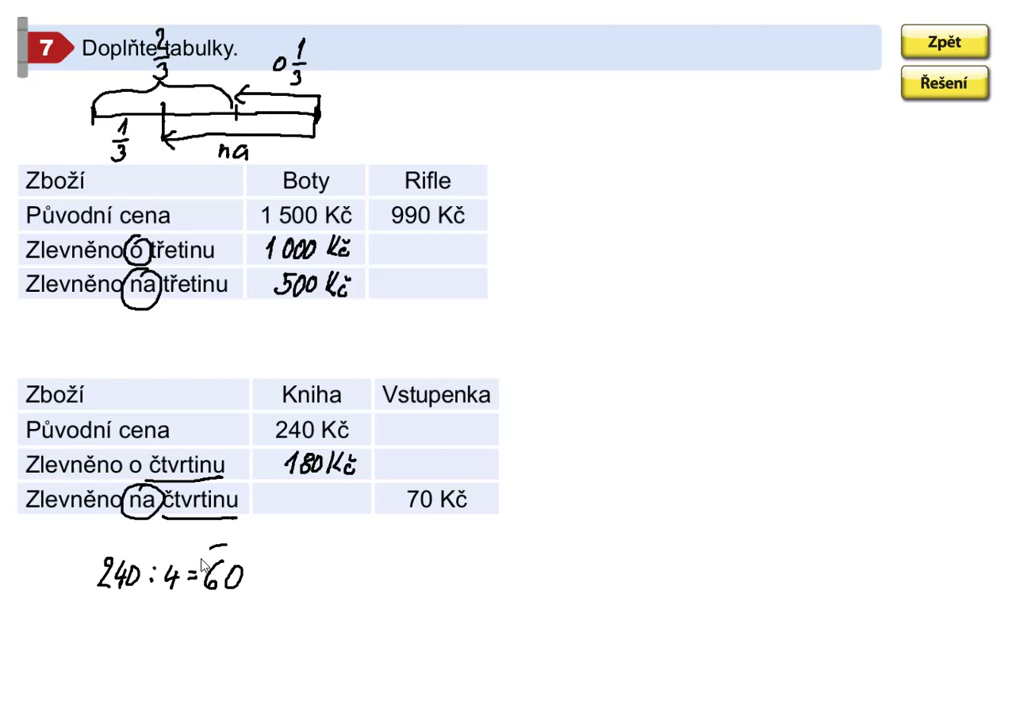 7 Doplňte tabulky.
Zpět
Řešení
2/3
o 1/3
1/3
na
Zboží Boty Rifle
Původní cena 1 500 Kč 990 Kč
Zlevněno o třetinu 1 000 Kč
Zlevněno na třetinu 500 Kč
Zboží Kniha Vstupenka
Původní cena 240 Kč
Zlevněno o čtvrtinu 180 Kč
Zlevněno na čtvrtinu 70 Kč
240 : 4 = 60